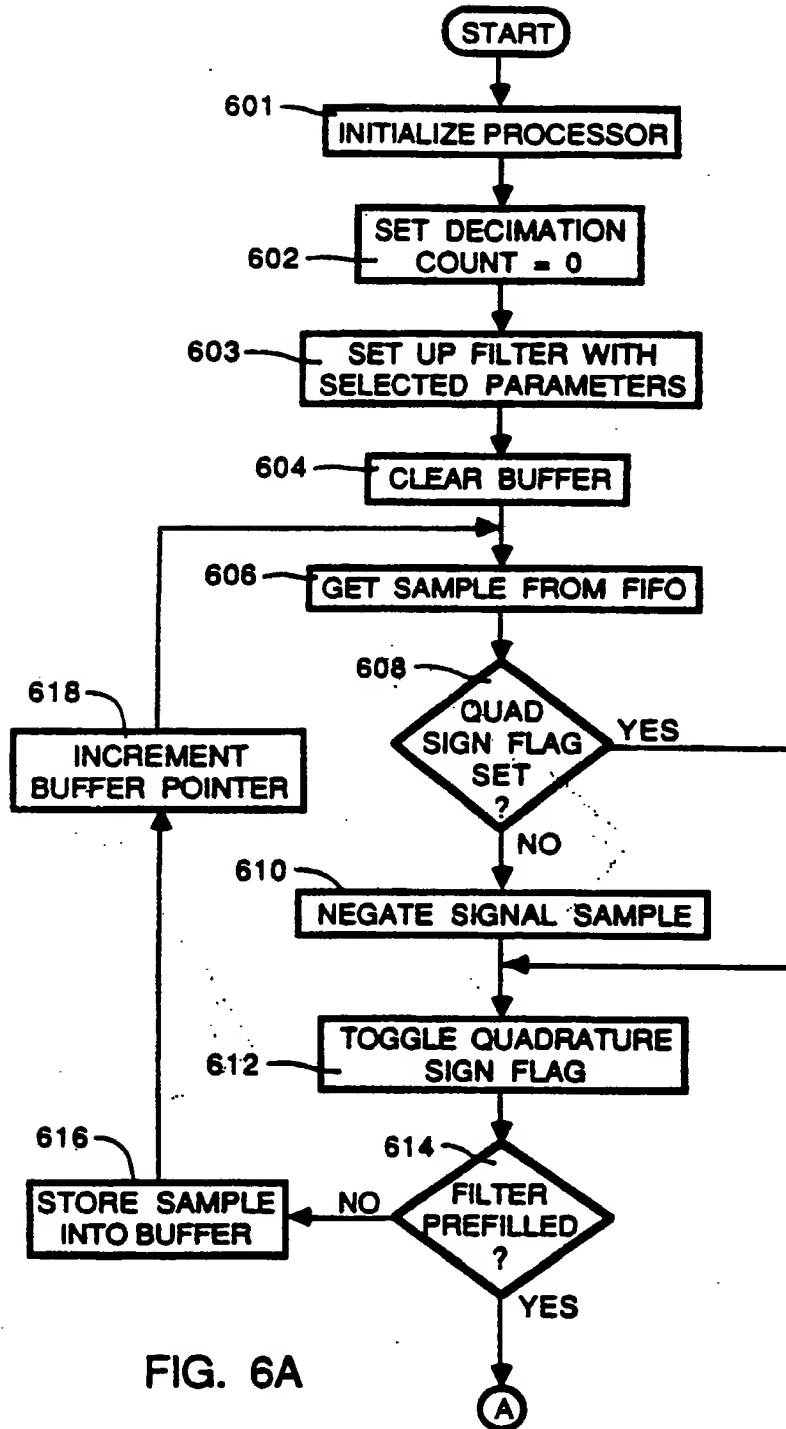 START
601
INITIALIZE PROCESSOR
SET DECIMATION
COUNT = 0
602
603
SET UP FILTER WITH
SELECTED PARAMETERS
604
CLEAR BUFFER
606
GET SAMPLE FROM FIFO
608
QUAD
SIGN FLAG
SET
?
YES
NO
618
INCREMENT
BUFFER POINTER
610
NEGATE SIGNAL SAMPLE
TOGGLE QUADRATURE
SIGN FLAG
612
614
FILTER
PREFILLED
?
NO
YES
616
STORE SAMPLE
INTO BUFFER
FIG. 6A
A